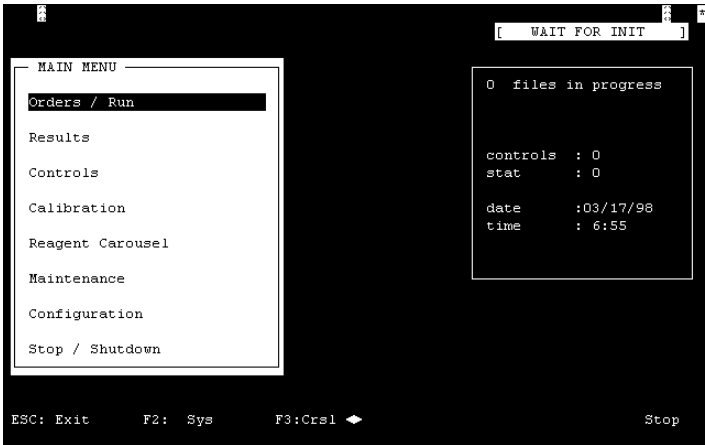 *
[ WAIT FOR INIT ]
MAIN MENU
Orders / Run
Results
Controls
Calibration
Reagent Carousel
Maintenance
Configuration
Stop / Shutdown
0 files in progress
controls : 0
stat : 0
date :03/17/98
time : 6:55
ESC: Exit F2: Sys F3:Crsl Stop